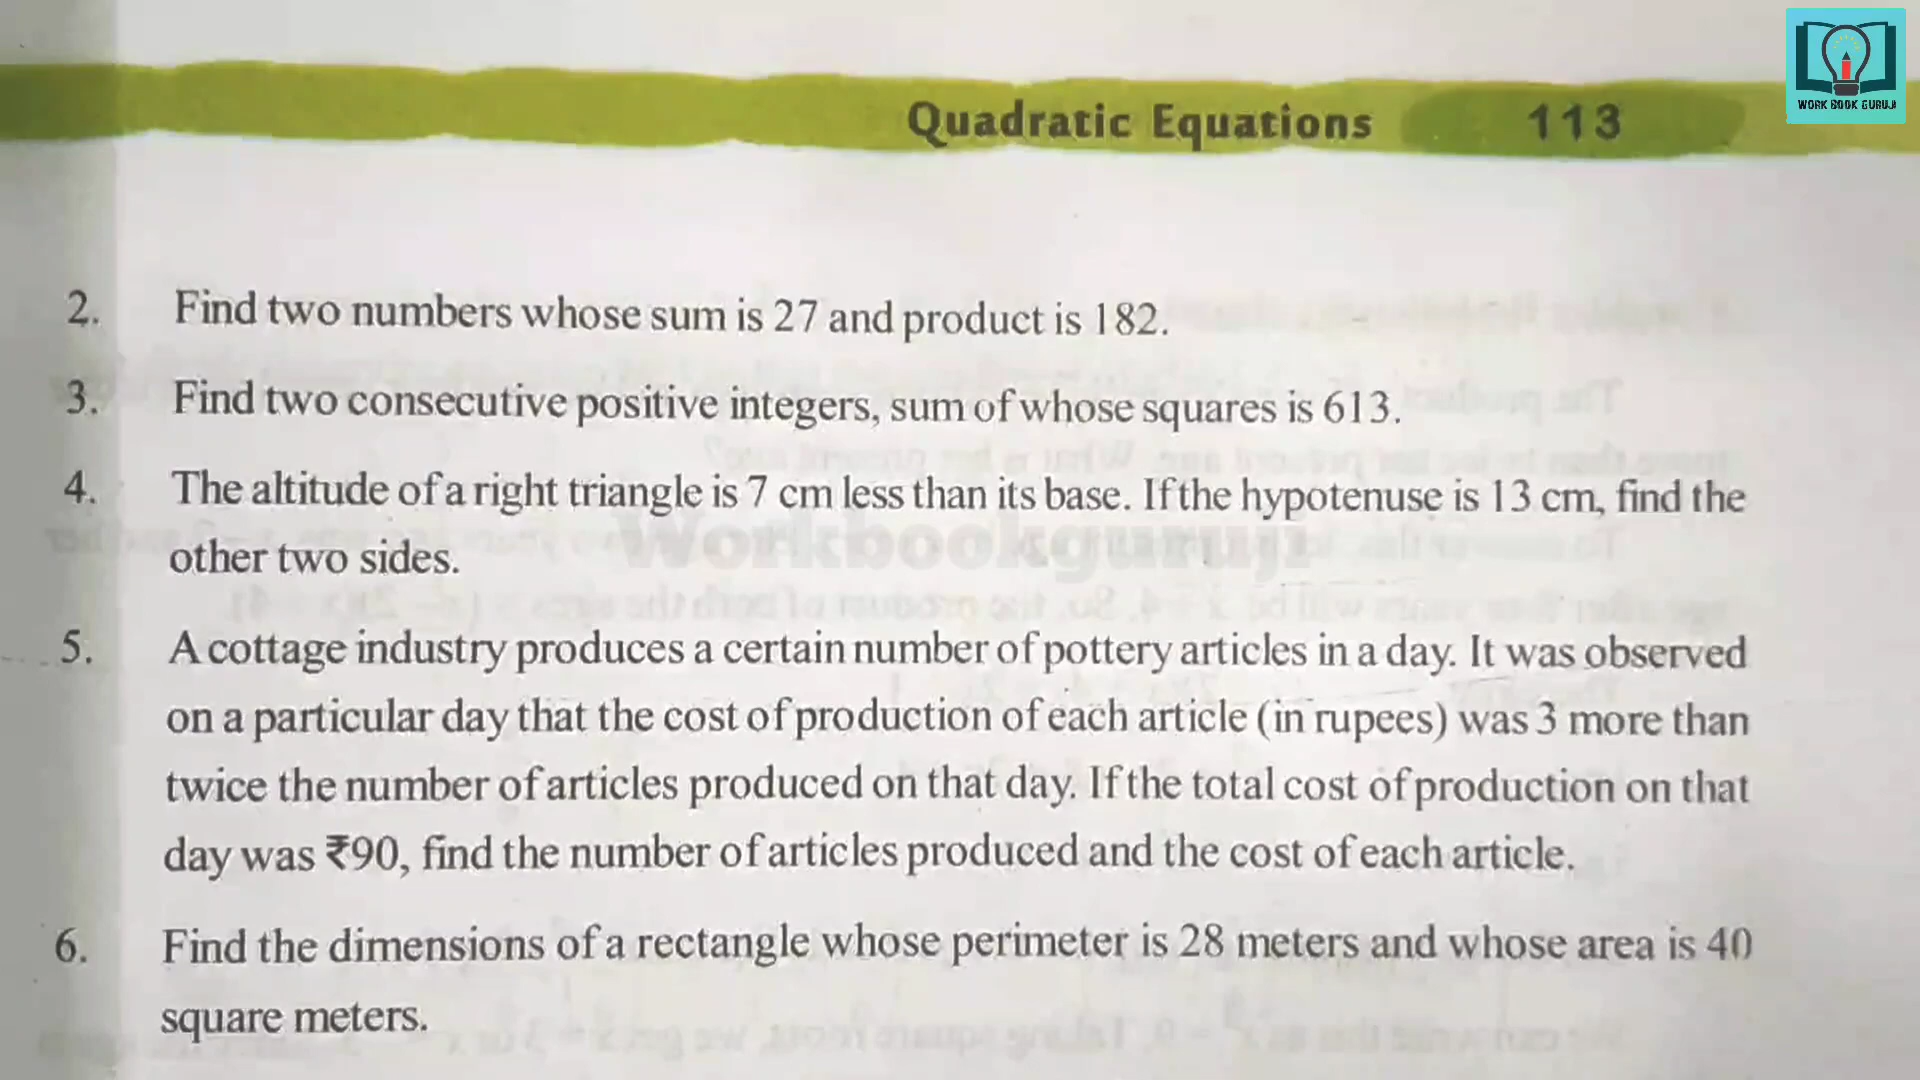 WORK BOOK GURUJI
Quadratic Equations 113
2. Find two numbers whose sum is 27 and product is 182.
3. Find two consecutive positive integers, sum of whose squares is 613.
4. The altitude of a right triangle is 7 cm less than its base. If the hypotenuse is 13 cm, find the
other two sides.
Workbookguruji
5. A cottage industry produces a certain number of pottery articles in a day. It was observed
on a particular day that the cost of production of each article (in rupees) was 3 more than
twice the number of articles produced on that day. If the total cost of production on that
day was ₹90, find the number of articles produced and the cost of each article.
6. Find the dimensions of a rectangle whose perimeter is 28 meters and whose area is 40
square meters.